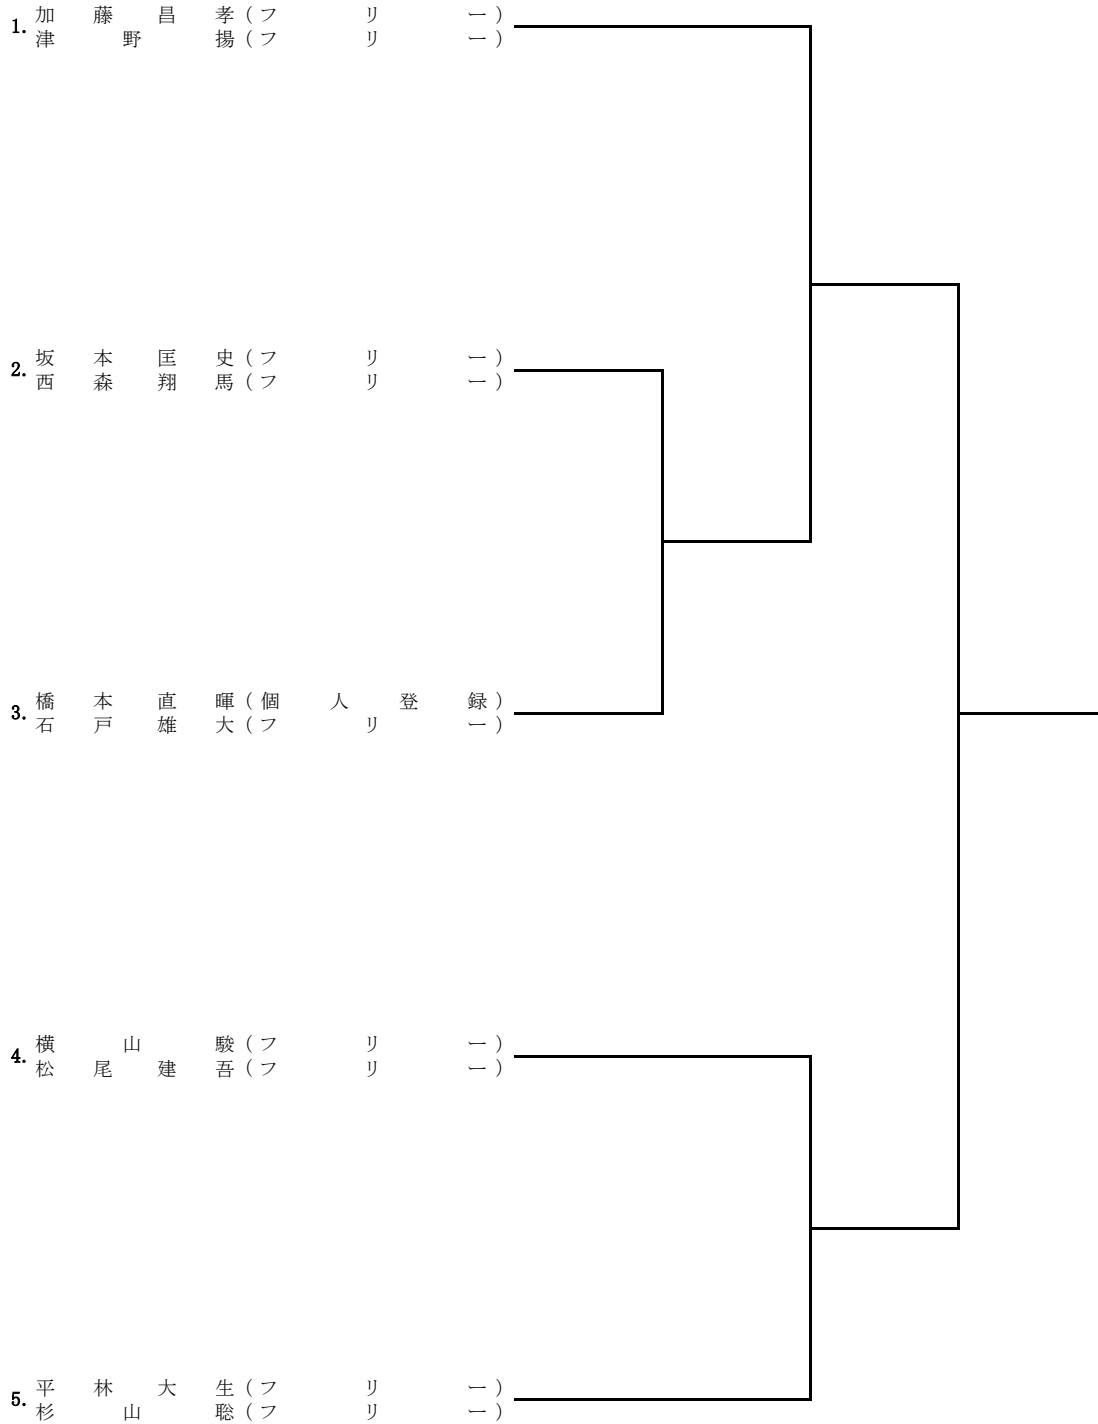 1.
加藤昌孝(フリー)
津野揚(フリー)
2.
坂本匡史(フリー)
西森翔馬(フリー)
3.
橋本直暉(個人登録)
石戸雄大(フリー)
4.
横山駿(フリー)
松尾建吾(フリー)
5.
平林大生(フリー)
杉山聡(フリー)